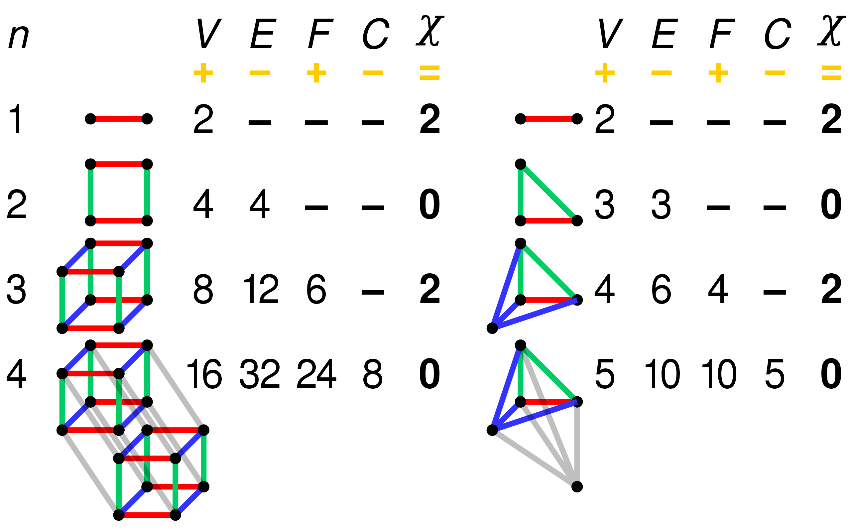 n V E F C χ V E F C χ
+ − + − = + − + − =
1 2 – – – 2 2 – – – 2
2 4 4 – – 0 3 3 – – 0
3 8 12 6 – 2 4 6 4 – 2
4 16 32 24 8 0 5 10 10 5 0